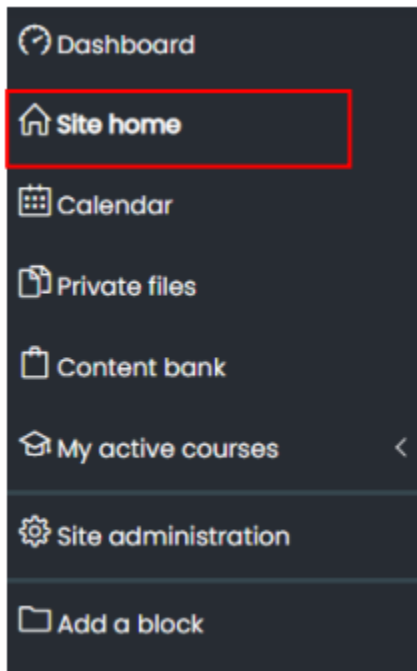 Dashboard
Site home
Calendar
Private files
Content bank
My active courses
Site administration
Add a block